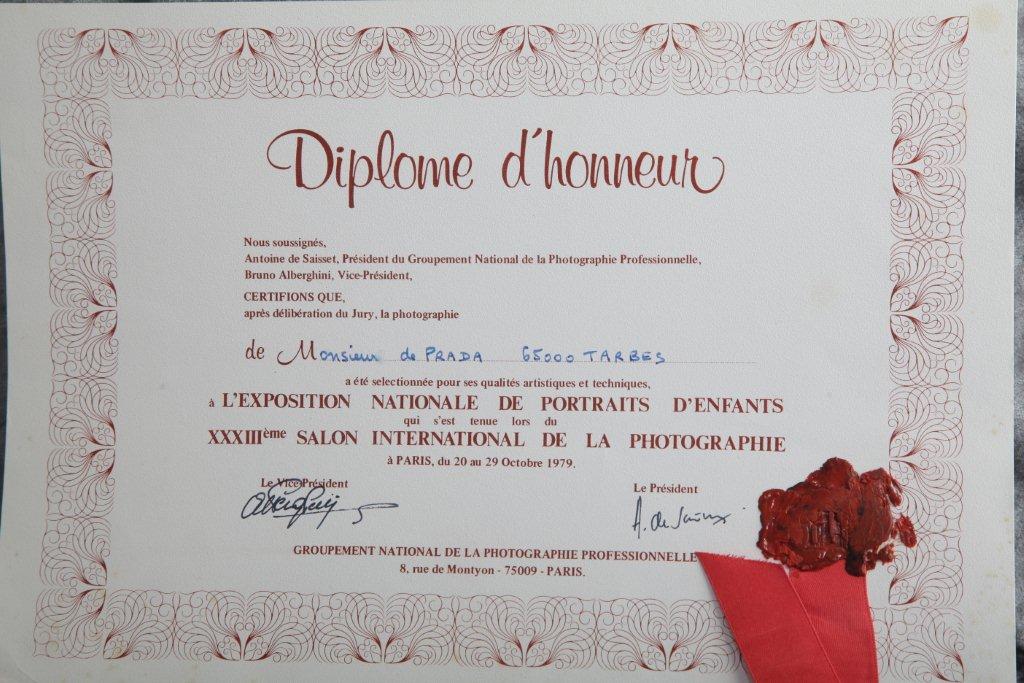 Diplome d'honneur
Nous soussignés,
Antoine de Saisset, Président du Groupement National de la Photographie Professionnelle,
Bruno Alberghini, Vice-Président,
CERTIFIONS QUE,
après délibération du Jury, la photographie
de Monsieur de PRADA 65000 TARBES
a été selectionnée pour ses qualités artistiques et techniques,
à L'EXPOSITION NATIONALE DE PORTRAITS D'ENFANTS
qui s'est tenue lors du
XXXIIIème SALON INTERNATIONAL DE LA PHOTOGRAPHIE
à PARIS, du 20 au 29 Octobre 1979.
Le Vice-Président
Le Président
A. de
GROUPEMENT NATIONAL DE LA PHOTOGRAPHIE PROFESSIONNELLE
8, rue de Montyon - 75009 - PARIS.